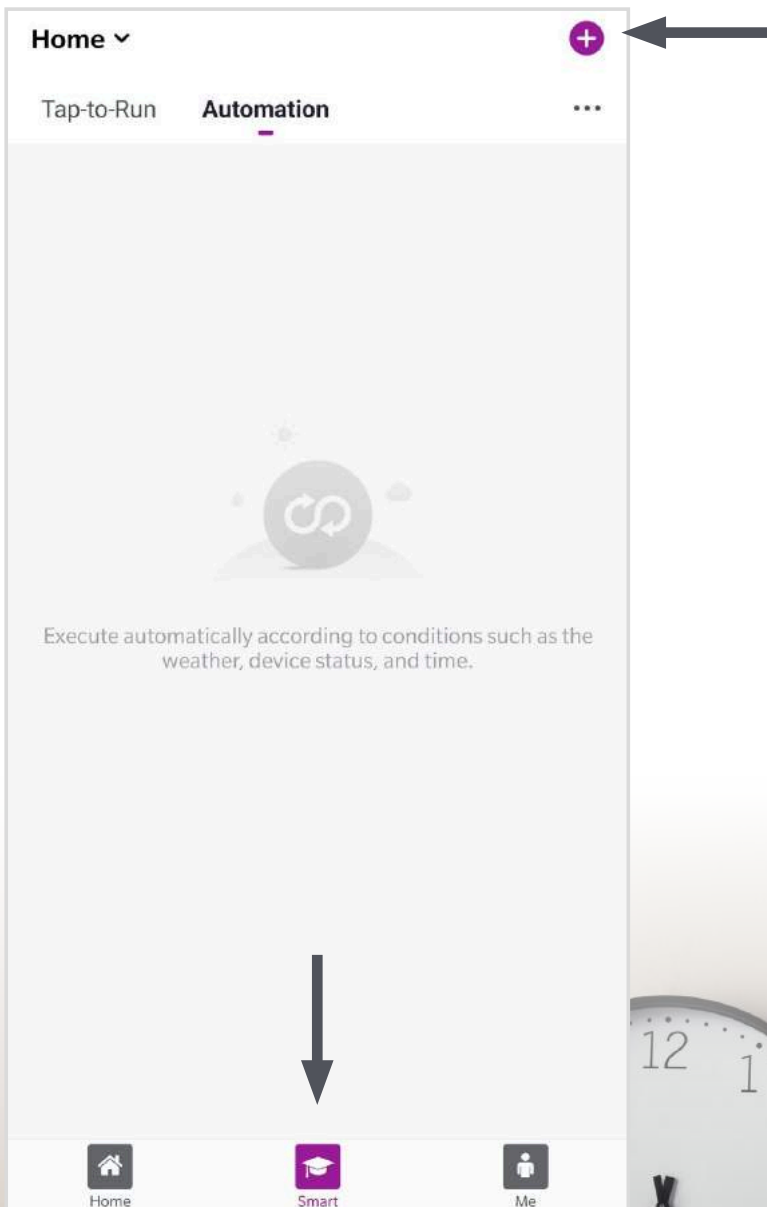 Home
Tap-to-Run Automation
Execute automatically according to conditions such as the
weather, device status, and time.
12
1
Home Smart Me